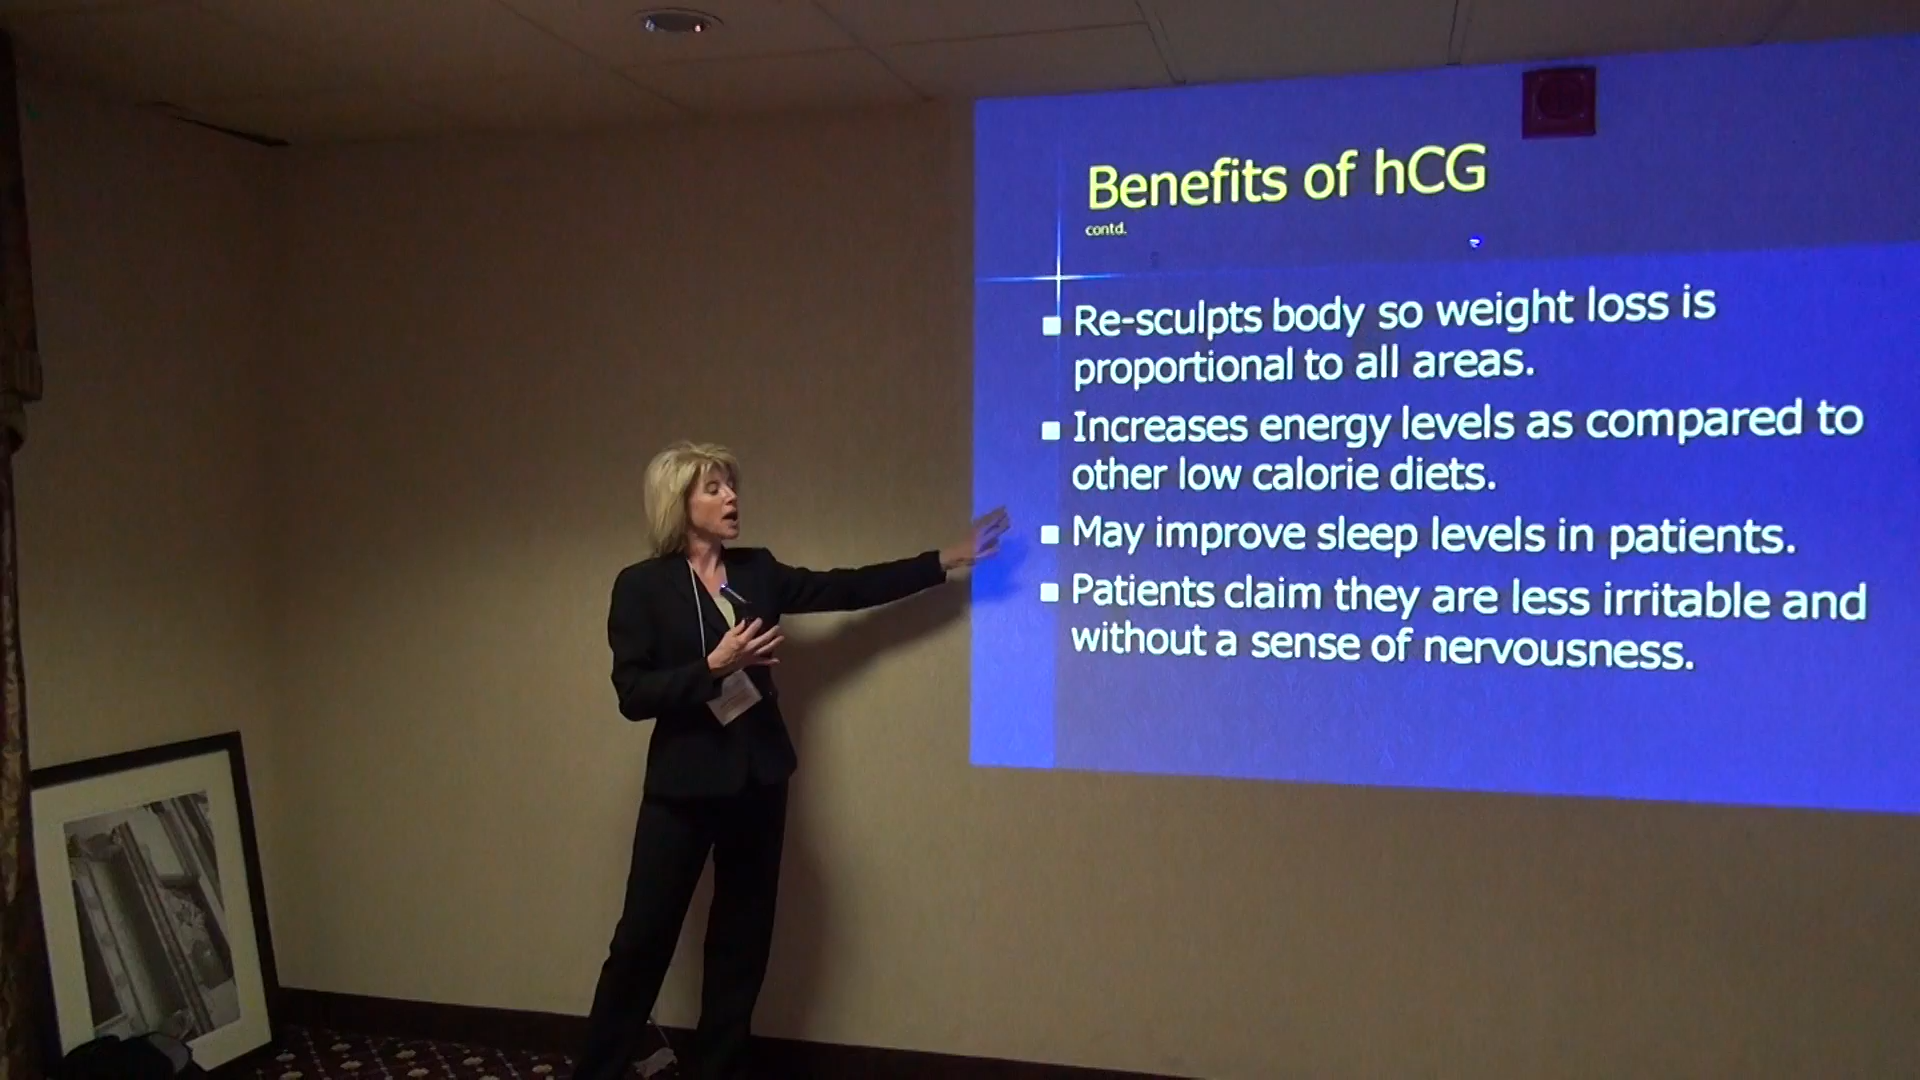 Benefits of hCG
contd.
Re-sculpts body so weight loss is
proportional to all areas.
Increases energy levels as compared to
other low calorie diets.
May improve sleep levels in patients.
Patients claim they are less irritable and
without a sense of nervousness.